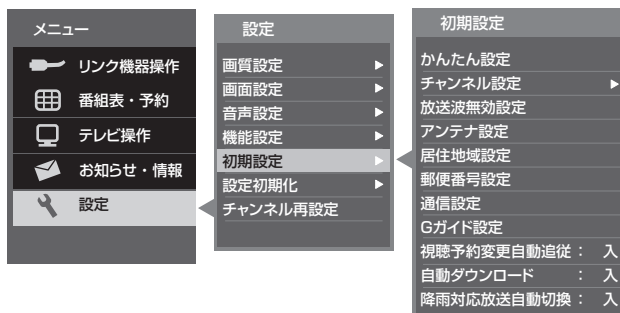 メニュー
リンク機器操作
番組表・予約
テレビ操作
お知らせ・情報
設定
設定
画質設定
画面設定
音声設定
機能設定
初期設定
設定初期化
チャンネル再設定
初期設定
かんたん設定
チャンネル設定
放送波無効設定
アンテナ設定
居住地域設定
郵便番号設定
通信設定
Gガイド設定
視聴予約変更自動追従： 入
自動ダウンロード ： 入
降雨対応放送自動切換： 入